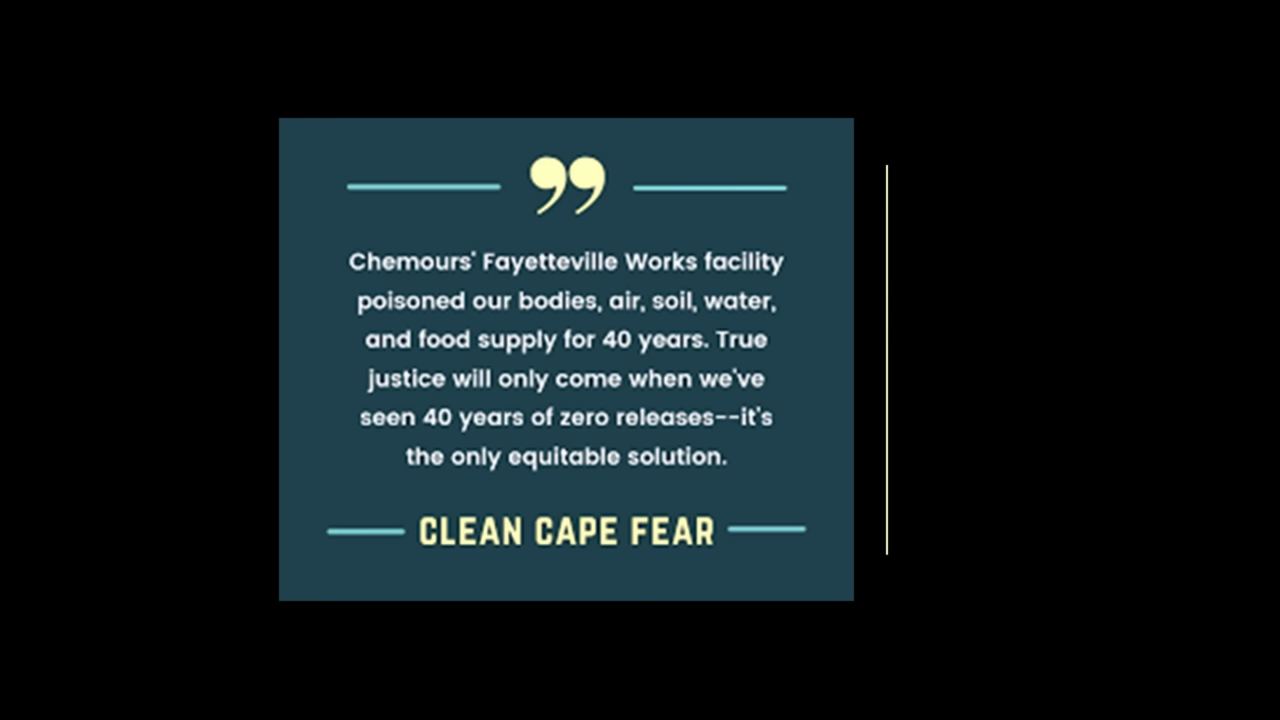 ”
Chemours' Fayetteville Works facility
poisoned our bodies, air, soil, water,
and food supply for 40 years. True
justice will only come when we've
seen 40 years of zero releases--it's
the only equitable solution.
CLEAN CAPE FEAR